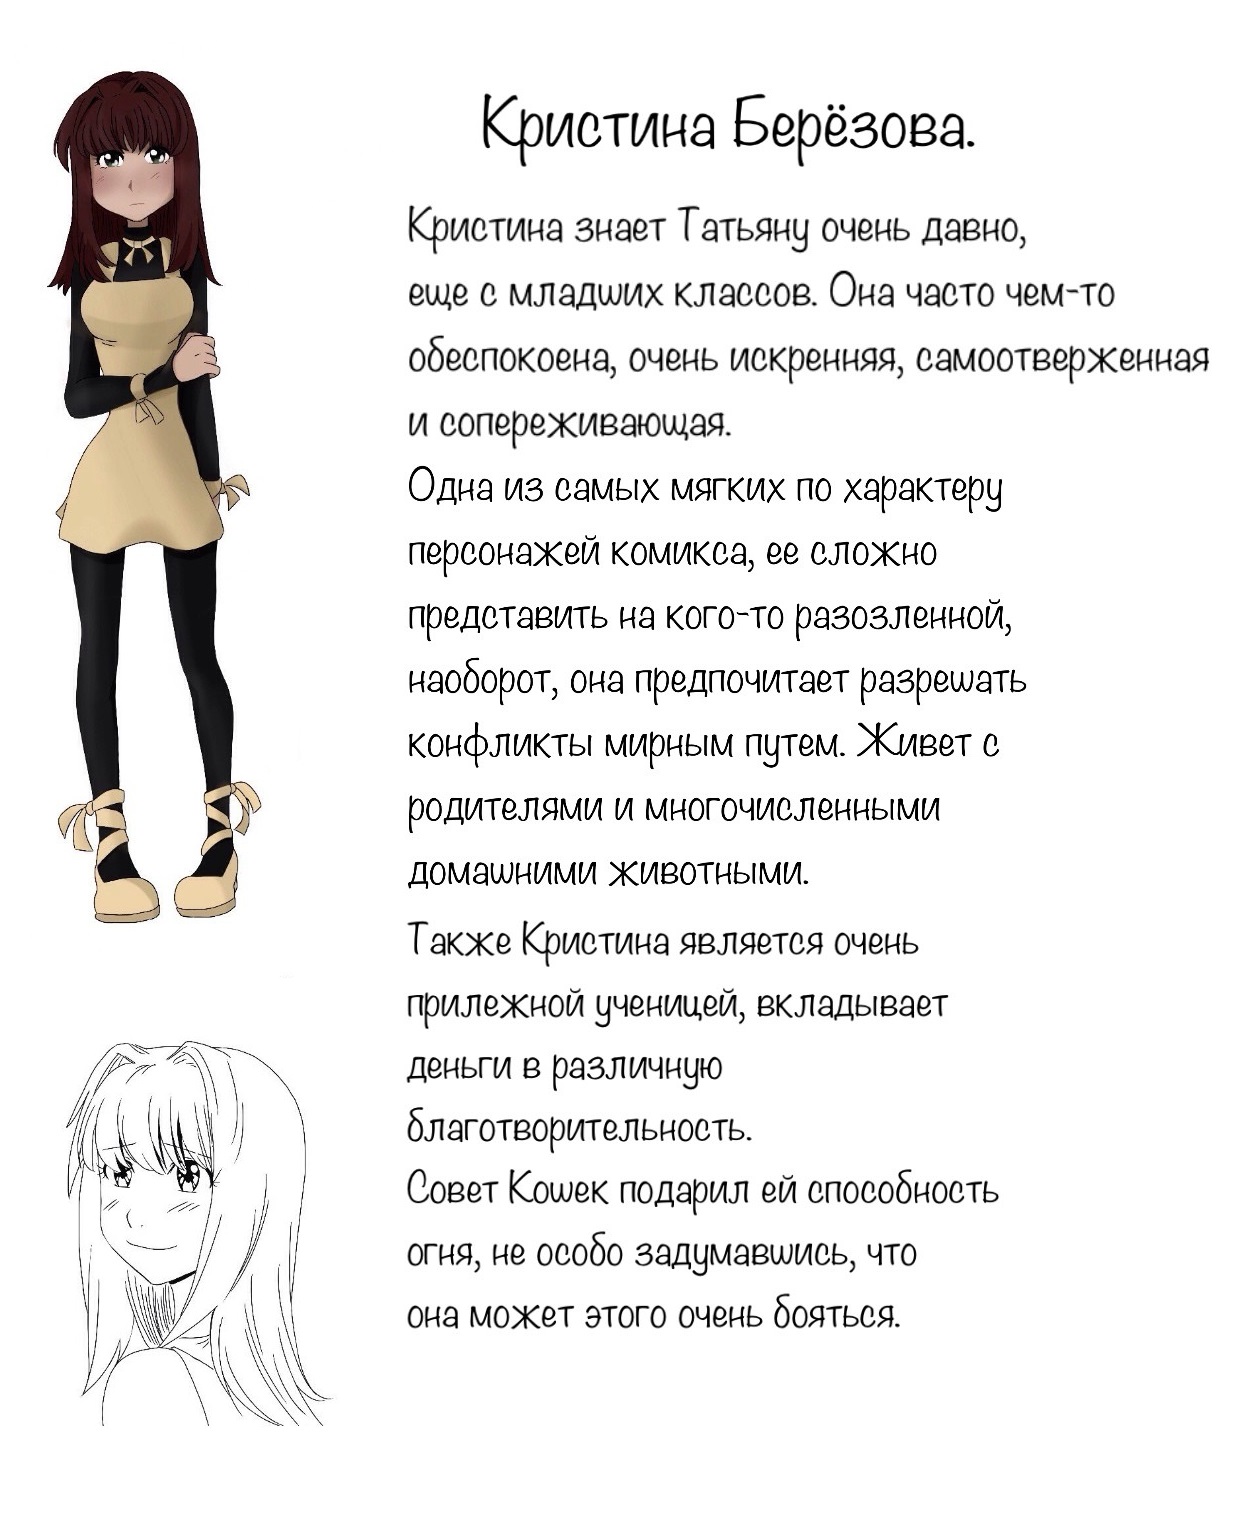 Кристина Берёзова.
Кристина знает Татьяну очень давно,
еще с младших классов. Она часто чем-то
обеспокоена, очень искренняя, самоотверженная
и сопереживающая.
Одна из самых мягких по характеру
персонажей комикса, ее сложно
представить на кого-то разозленной,
наоборот, она предпочитает разрешать
конфликты мирным путем. Живет с
родителями и многочисленными
домашними животными.
Также Кристина является очень
прилежной ученицей, вкладывает
деньги в различную
благотворительность.
Совет Кошек подарил ей способность
огня, не особо задумавшись, что
она может этого очень бояться.